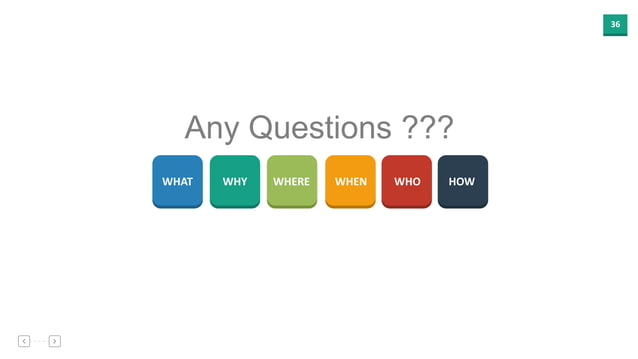 36
Any Questions ???
WHAT WHY WHERE WHEN WHO HOW